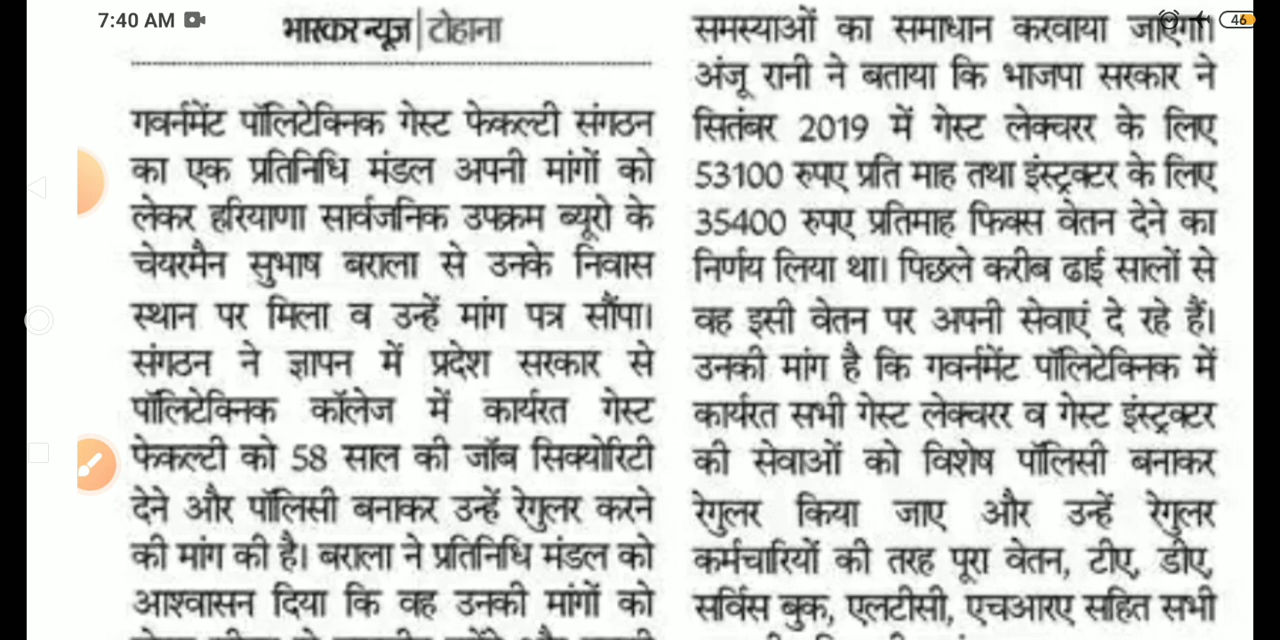 7:40 AM
46
भास्कर न्यूज | टोहाना
गवर्नमेंट पॉलिटेक्निक गेस्ट फेकल्टी संगठन
का एक प्रतिनिधि मंडल अपनी मांगों को
लेकर हरियाणा सार्वजनिक उपक्रम ब्यूरो के
चेयरमैन सुभाष बराला से उनके निवास
स्थान पर मिला व उन्हें मांग पत्र सौंपा।
संगठन ने ज्ञापन में प्रदेश सरकार से
पॉलिटेक्निक कॉलेज में कार्यरत गेस्ट
फेकल्टी को 58 साल की जॉब सिक्योरिटी
देने और पॉलिसी बनाकर उन्हें रेगुलर करने
की मांग की है। बराला ने प्रतिनिधि मंडल को
आश्वासन दिया कि वह उनकी मांगों को
समस्याओं का समाधान करवाया जाएगा।
अंजू रानी ने बताया कि भाजपा सरकार ने
सितंबर 2019 में गेस्ट लेक्चरर के लिए
53100 रुपए प्रति माह तथा इंस्ट्रक्टर के लिए
35400 रुपए प्रतिमाह फिक्स वेतन देने का
निर्णय लिया था। पिछले करीब ढाई सालों से
वह इसी वेतन पर अपनी सेवाएं दे रहे हैं।
उनकी मांग है कि गवर्नमेंट पॉलिटेक्निक में
कार्यरत सभी गेस्ट लेक्चरर व गेस्ट इंस्ट्रक्टर
की सेवाओं को विशेष पॉलिसी बनाकर
रेगुलर किया जाए और उन्हें रेगुलर
कर्मचारियों की तरह पूरा वेतन, टीए, डीए,
सर्विस बुक, एलटीसी, एचआरए सहित सभी